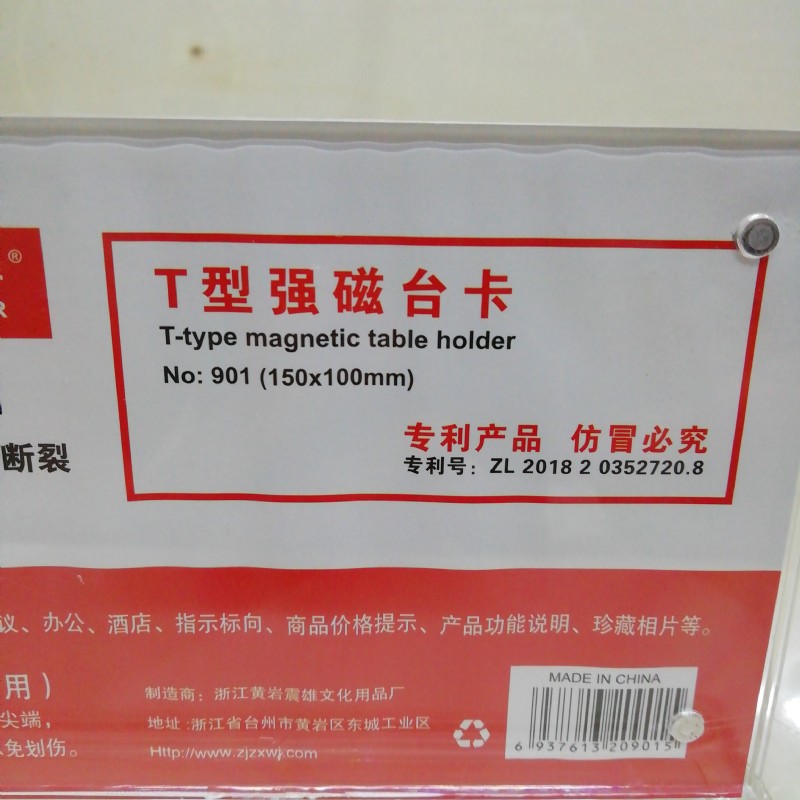 ®
R
T型强磁台卡
T-type magnetic table holder
No: 901 (150x100mm)
专利产品 仿冒必究
专利号: ZL 2018 2 0352720.8
断裂
议、办公、酒店、指示标向、商品价格提示、产品功能说明、珍藏相片等。
用)
尖端,
免划伤。
制造商: 浙江黄岩震雄文化用品厂
地址:浙江省台州市黄岩区东城工业区
Http://www.zjzxwj.com
MADE IN CHINA
6 937613 209015